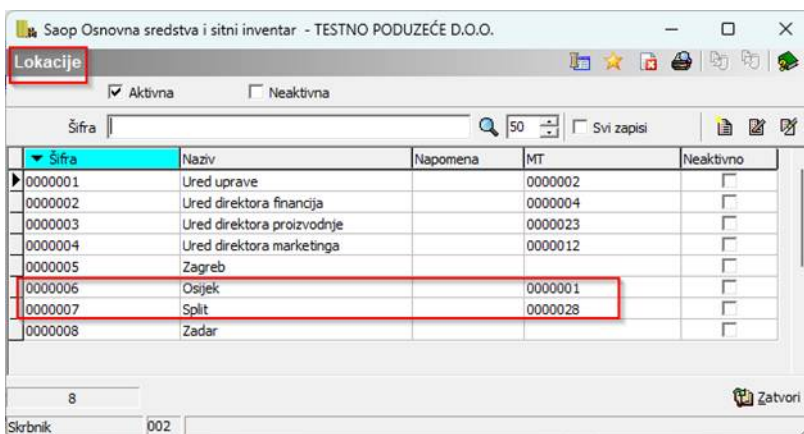 Saop Osnovna sredstva i sitni inventar - TESTNO PODUZEĆE D.O.O.
Lokacije
Aktivna Neaktivna
Šifra 50 Svi zapisi
Šifra Naziv Napomena MT Neaktivno
0000001 Ured uprave 0000002
0000002 Ured direktora financija 0000004
0000003 Ured direktora proizvodnje 0000023
0000004 Ured direktora marketinga 0000012
0000005 Zagreb
0000006 Osijek 0000001
0000007 Split 0000028
0000008 Zadar
8 Zatvori
Skrbnik 002